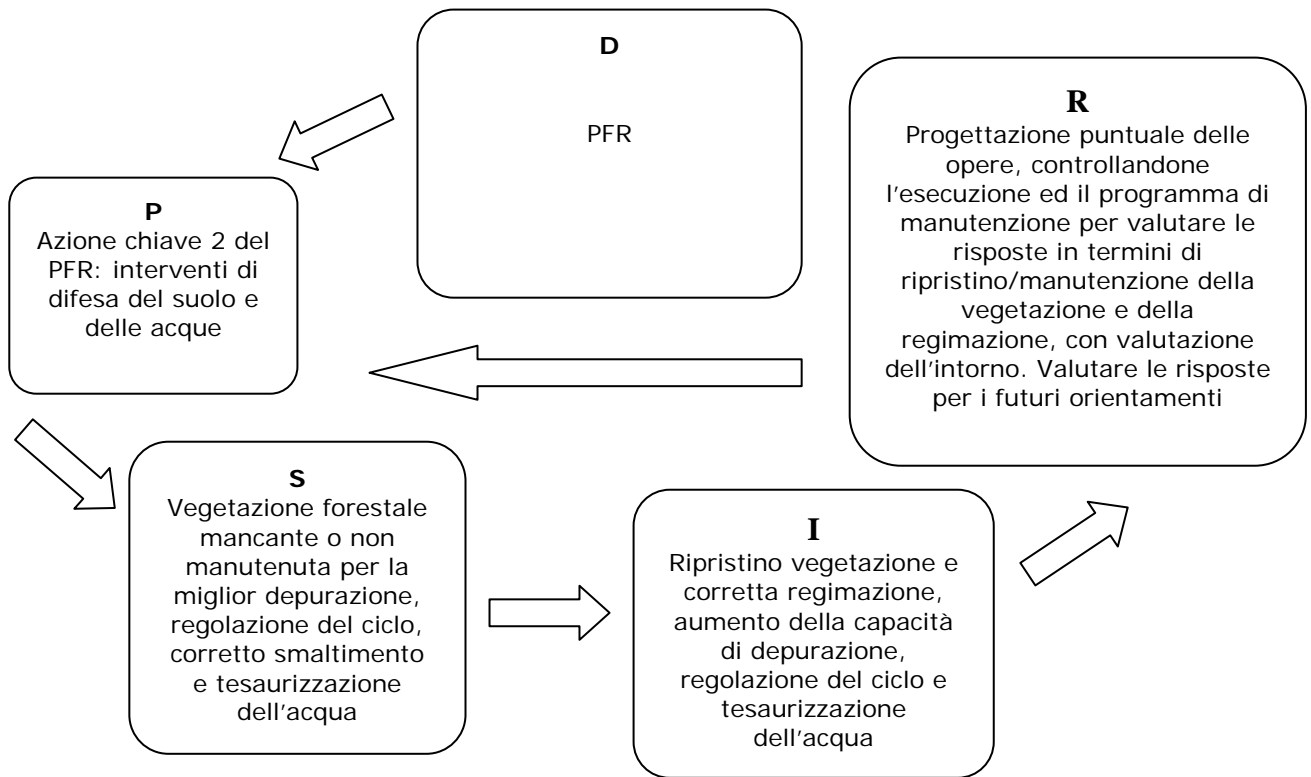 D
PFR
P
Azione chiave 2 del
PFR: interventi di
difesa del suolo e
delle acque
S
Vegetazione forestale
mancante o non
manutenuta per la
miglior depurazione,
regolazione del ciclo,
corretto smaltimento
e tesaurizzazione
dell'acqua
I
Ripristino vegetazione e
corretta regimazione,
aumento della capacità
di depurazione,
regolazione del ciclo e
tesaurizzazione
dell'acqua
R
Progettazione puntuale delle
opere, controllandone
l'esecuzione ed il programma di
manutenzione per valutare le
risposte in termini di
ripristino/manutenzione della
vegetazione e della
regimazione, con valutazione
dell'intorno. Valutare le risposte
per i futuri orientamenti